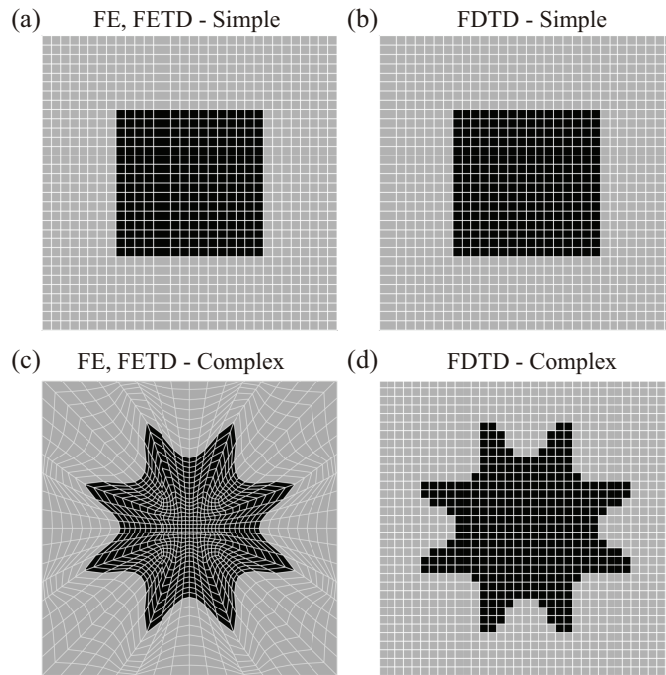 (a) FE, FETD - Simple
(b) FDTD - Simple
(c) FE, FETD - Complex
(d) FDTD - Complex